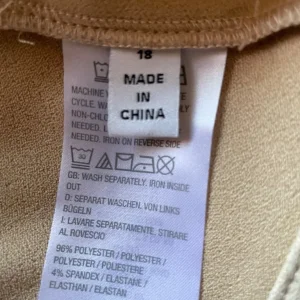 18
MADE
IN
CHINA
MACHINE
CYCLE. WA
NON-CHLO
NEEDED. L
NEEDED. IRON ON REVERSE SIDE
GB: WASH SEPARATELY. IRON INSIDE
OUT
D: SEPARAT WASCHEN, VON LINKS
BÜGELN
I: LAVARE SEPARATAMENTE, STIRARE
AL ROVESCIO
96% POLYESTER / POLYESTER /
POLYESTER / POLIESTERE
4% SPANDEX / ELASTANE /
ELASTHAN / ELASTAN